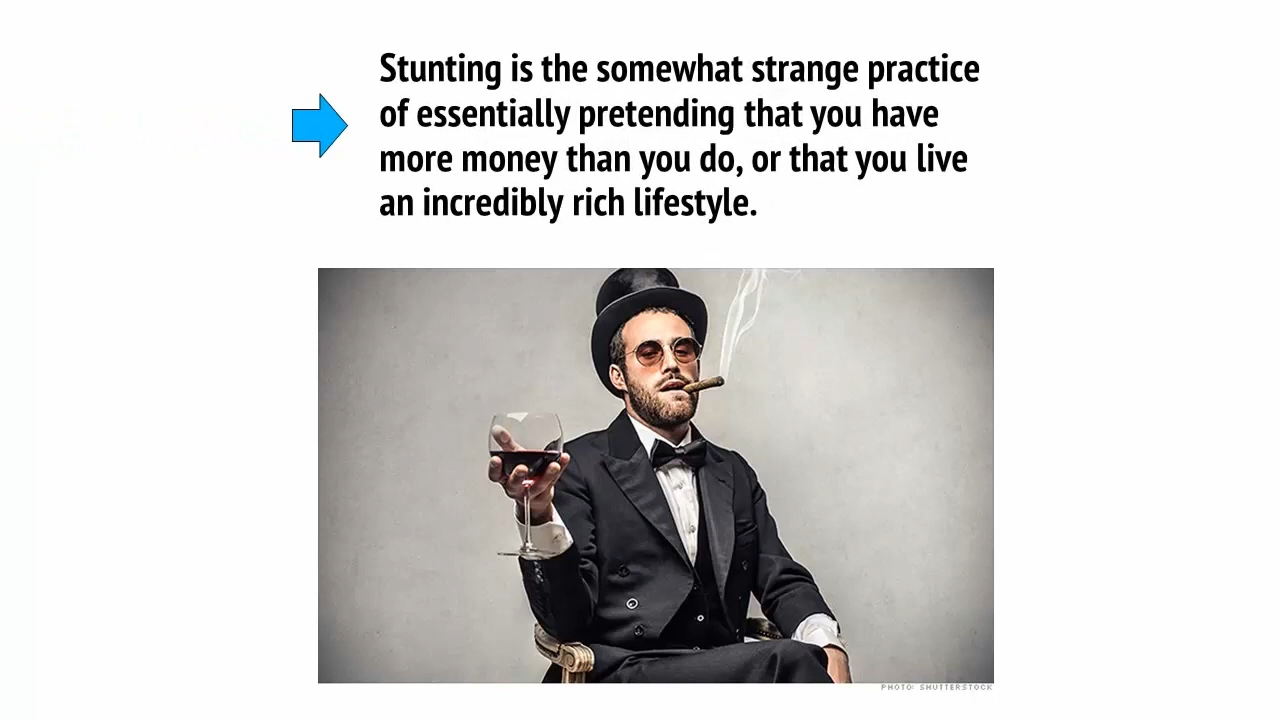 Stunting is the somewhat strange practice
of essentially pretending that you have
more money than you do, or that you live
an incredibly rich lifestyle.
PHOTO: SHUTTERSTOCK